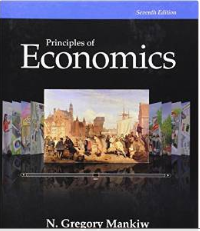 Seventh Edition
Principles of
Economics
N. Gregory Mankiw